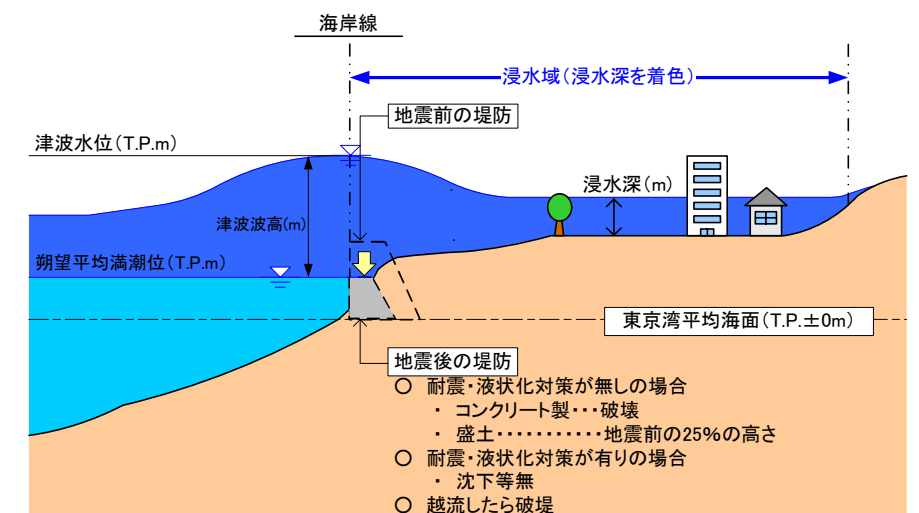 海岸線
浸水域(浸水深を着色)
地震前の堤防
津波水位(T.P.m)
浸水深(m)
津波波高(m)
朔望平均満潮位(T.P.m)
東京湾平均海面(T.P.±0m)
地震後の堤防
○ 耐震・液状化対策が無しの場合
・ コンクリート製・・・破壊
・ 盛土・・・・・・・・・・・地震前の25%の高さ
○ 耐震・液状化対策が有りの場合
・ 沈下等無
○ 越流したら破堤